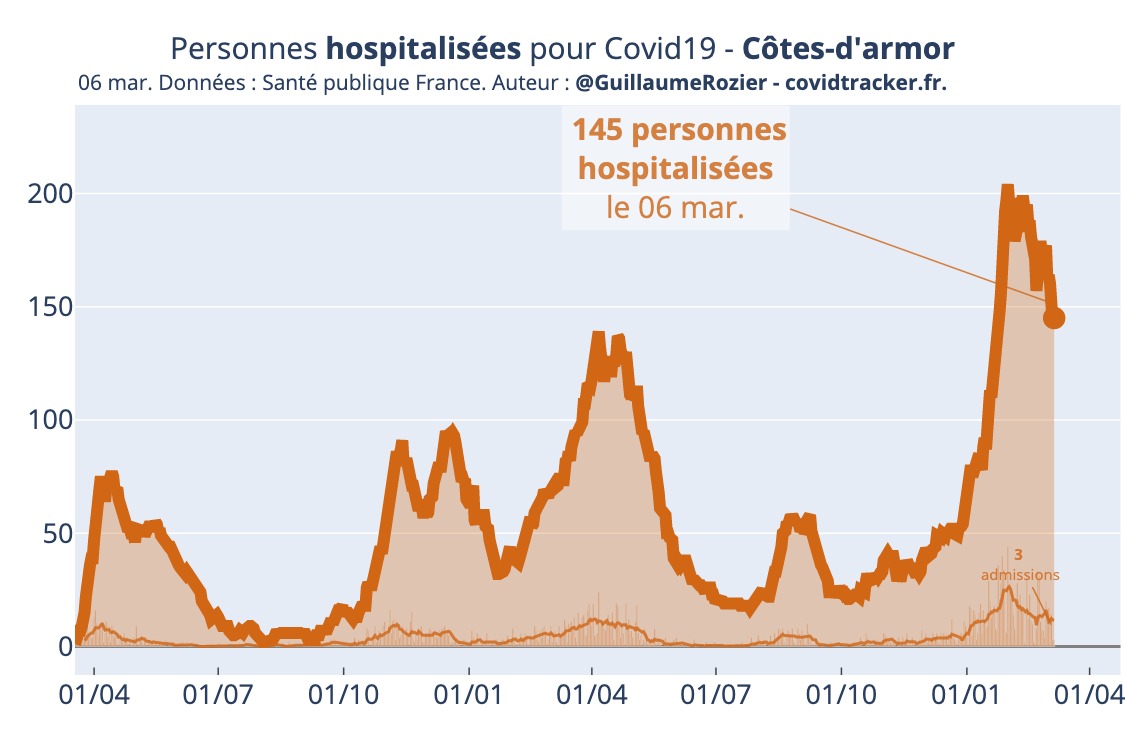 Personnes hospitalisées pour Covid19 - Côtes-d'armor
06 mar. Données : Santé publique France. Auteur : @GuillaumeRozier - covidtracker.fr.
145 personnes
hospitalisées
le 06 mar.
200
150
100
50
0
3
admissions
01/04
01/07
01/10
01/01
01/04
01/07
01/10
01/01
01/04